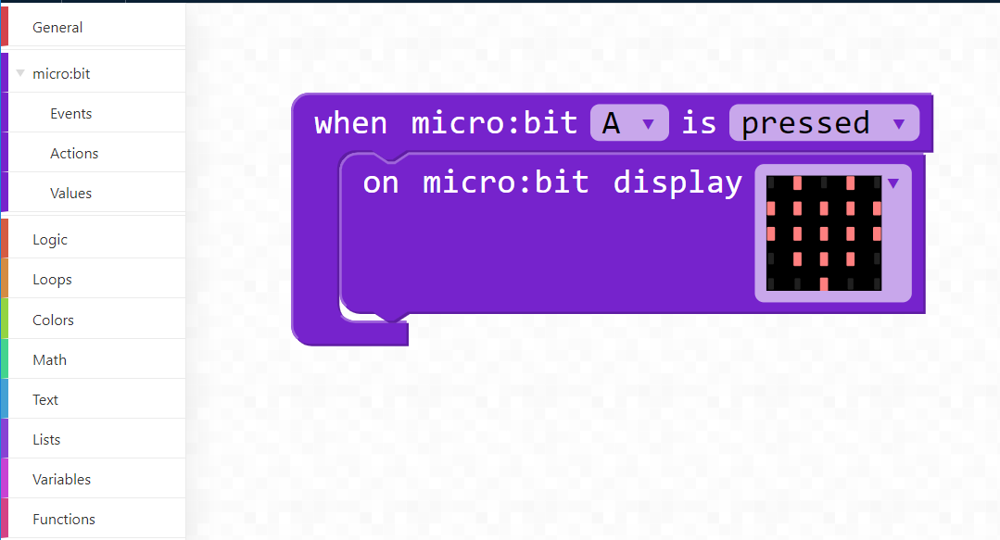 General
micro:bit
Events
Actions
Values
Logic
Loops
Colors
Math
Text
Lists
Variables
Functions
when micro:bit A is pressed
on micro:bit display